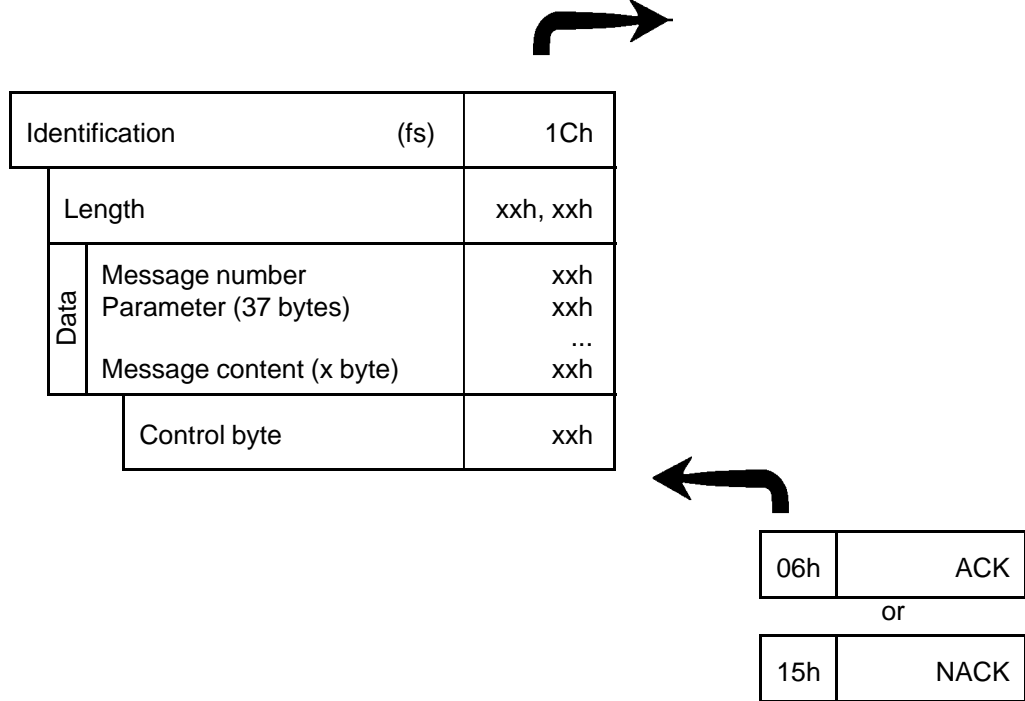 Identification (fs) 1Ch
Length xxh, xxh
Data
Message number xxh
Parameter (37 bytes) xxh
...
Message content (x byte) xxh
Control byte xxh
06h ACK
or
15h NACK